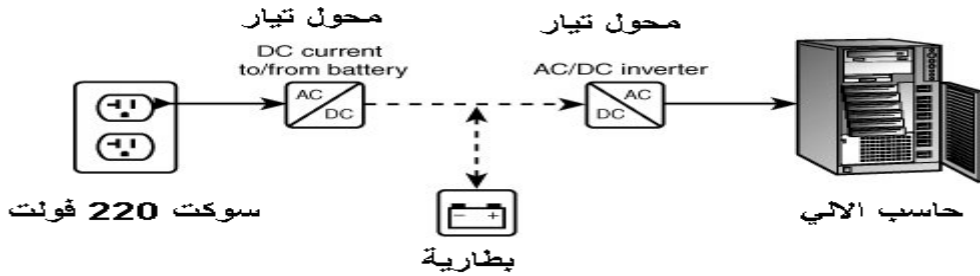 محول تيار
محول تيار
DC current
to/from battery
AC/DC inverter
AC
DC
AC
DC
سوكت 220 فولت
حاسب الالي
- +
بطارية